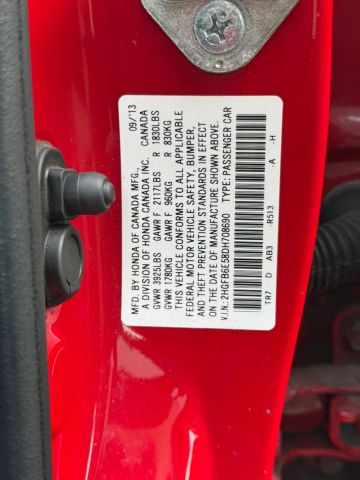 MFD. BY HONDA OF CANADA MFG., 09/13
A DIVISION OF HONDA CANADA INC. CANADA
GVWR 3925LBS GAWR F 2117LBS R 1830LBS
GVWR 1780KG GAWR F 960KG R 830KG
THIS VEHICLE CONFORMS TO ALL APPLICABLE
FEDERAL MOTOR VEHICLE SAFETY, BUMPER,
AND THEFT PREVENTION STANDARDS IN EFFECT
ON THE DATE OF MANUFACTURE SHOWN ABOVE.
V.I.N.: 2HGFB6E58DH708690 TYPE: PASSENGER CAR
TR7 D AB3 R513 -A -H